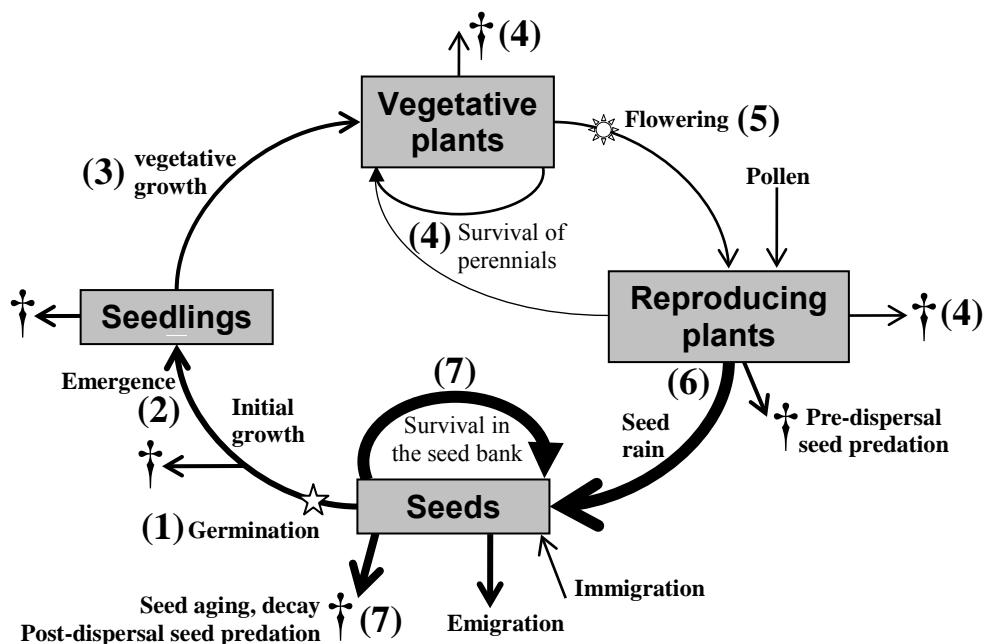 † (4)
Vegetative
plants
Flowering (5)
(3) vegetative
growth
Pollen
(4) Survival of
perennials
† Seedlings
Reproducing
plants
† (4)
Emergence
(2)
Initial
growth
†
(7)
Survival in
the seed bank
(6)
Seed
rain
† Pre-dispersal
seed predation
Seeds
(1) Germination
Immigration
Seed aging, decay
Post-dispersal seed predation † (7)
Emigration